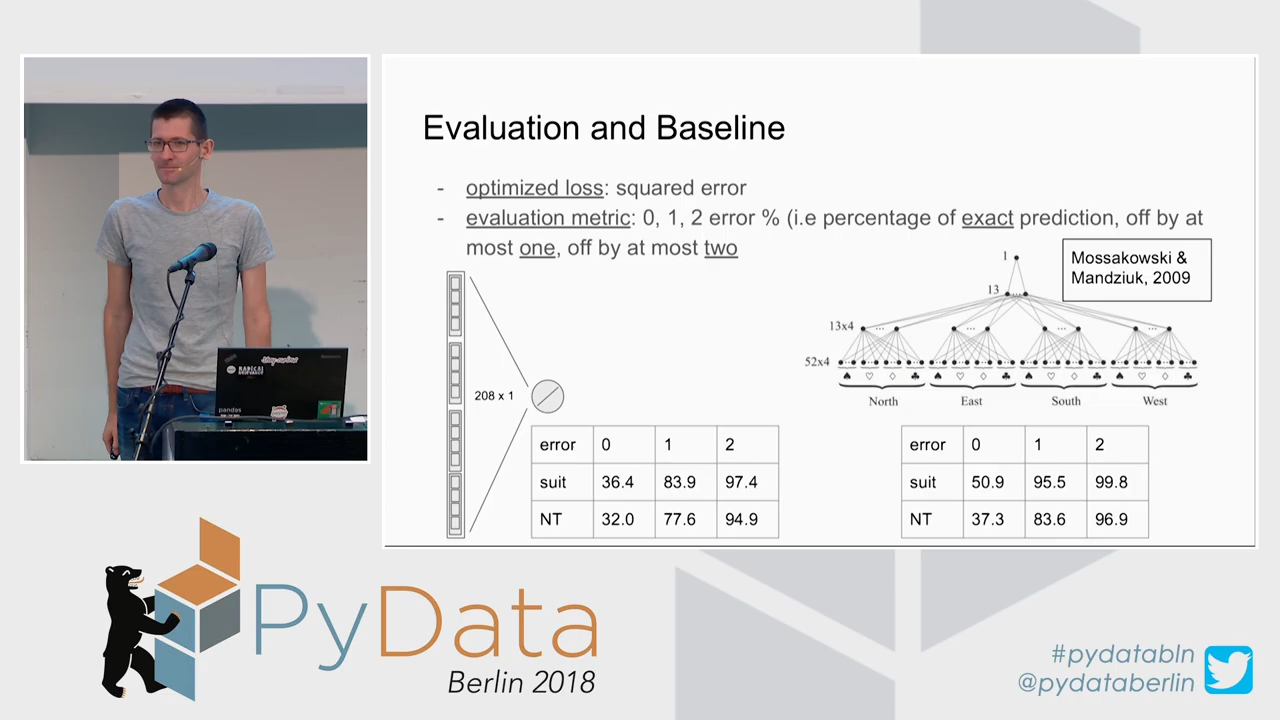 Evaluation and Baseline
- optimized loss: squared error
- evaluation metric: 0, 1, 2 error % (i.e percentage of exact prediction, off by at
most one, off by at most two
Mossakowski &
Mandziuk, 2009
1
13
13x4
52x4
North East South West
208 x 1
error 0 1 2
suit 36.4 83.9 97.4
NT 32.0 77.6 94.9
error 0 1 2
suit 50.9 95.5 99.8
NT 37.3 83.6 96.9
RADICAL
pandas
PyData
Berlin 2018
#pydatabln
@pydataberlin